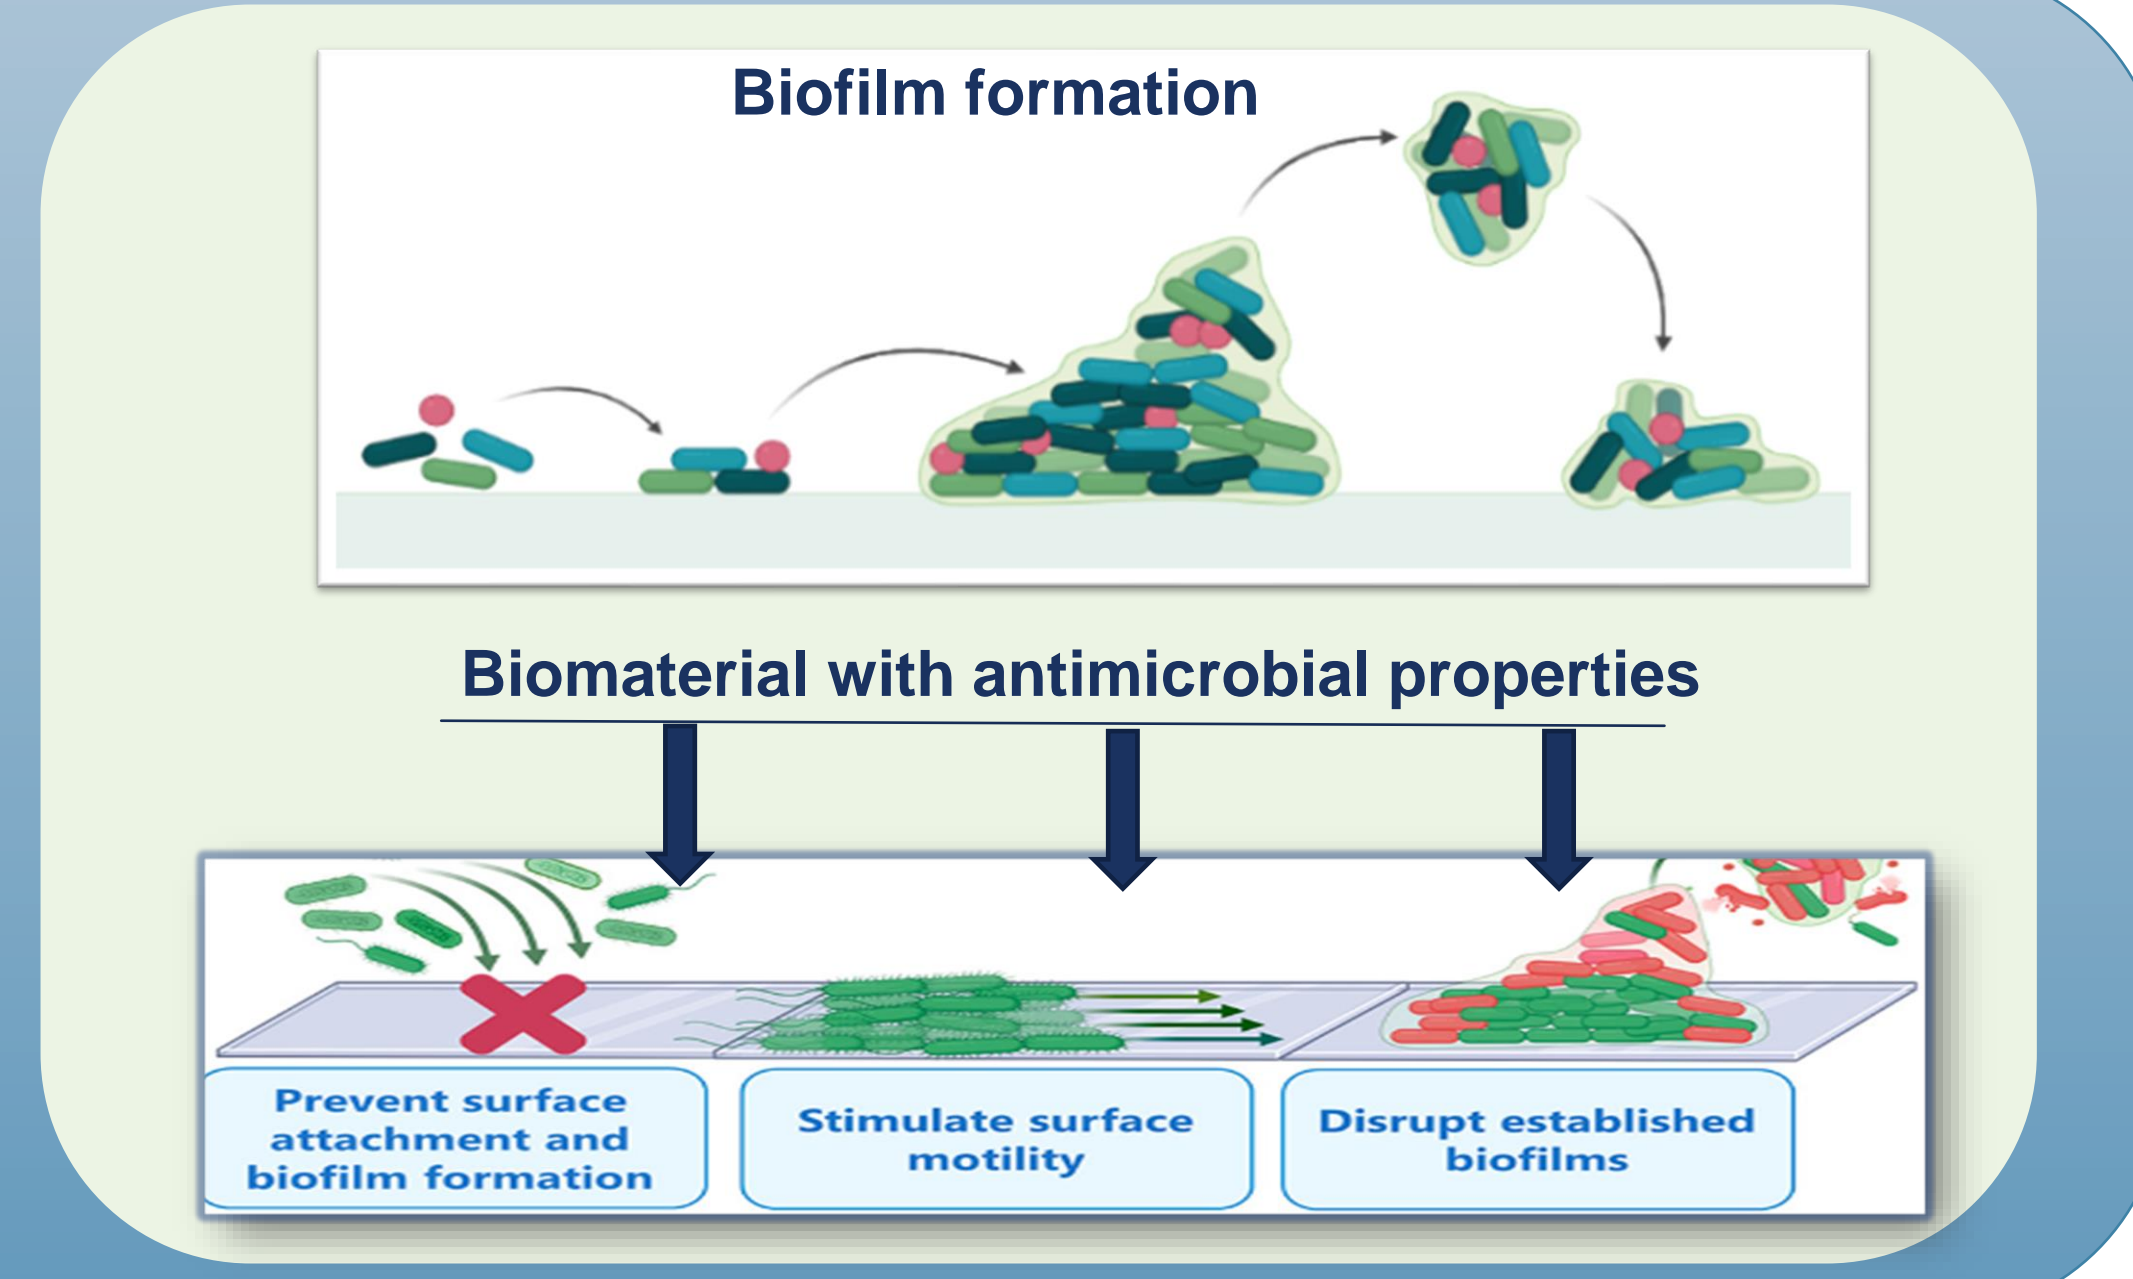 Biofilm formation
Biomaterial with antimicrobial properties
Prevent surface
attachment and
biofilm formation
Stimulate surface
motility
Disrupt established
biofilms